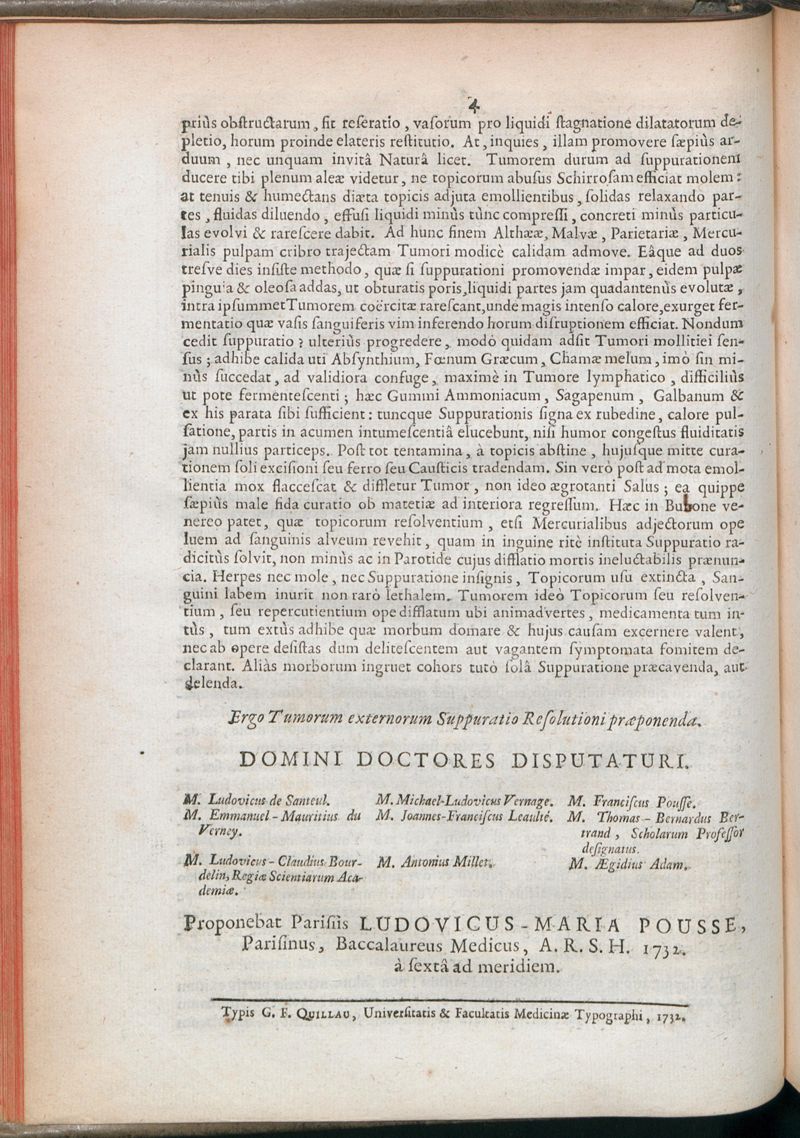 4
priùs obſtructarum, ſit reſeratio, vaſorum pro liquidi ſtagnatione dilatatorum de-
pletio, horum proinde elateris reſtitutio. At, inquies, illam promovere ſæpiùs ar-
duum, nec unquam invitâ Naturâ licet. Tumorem durum ad ſuppurationem
ducere tibi plenum aleæ videtur, ne topicorum abuſus Schirroſam efficiat molem:
at tenuis & humectans diæta topicis adjuta emollientibus, ſolidas relaxando par-
tes, fluidas diluendo, effuſi liquidi minùs tùnc compreſſi, concreti minùs particu-
las evolvi & rareſcere dabit. Ad hunc finem Althææ, Malvæ, Parietariæ, Mercu-
rialis pulpam cribro trajectam Tumori modicè calidam admove. Eâque ad duos
treſve dies inſiſte methodo, quæ ſi ſuppurationi promovendæ impar, eidem pulpæ
pinguia & oleoſa addas, ut obturatis poris, liquidi partes jam quadantenùs evolutæ,
intra ipſummet Tumorem coërcitæ rareſcant, unde magis intenſo calore, exurget fer-
mentatio quæ vaſis ſanguiferis vim inferendo horum diſruptionem efficiat. Nondum
cedit ſuppuratio? ulteriùs progredere, modò quidam adſit Tumori mollitiei ſen-
ſus; adhibe calida uti Abſynthium, Fœnum Græcum, Chamæmelum, imò ſin mi-
nùs ſuccedat, ad validiora confuge, maximè in Tumore lymphatico, difficiliùs
ut pote fermenteſcenti; hæc Gummi Ammoniacum, Sagapenum, Galbanum &
ex his parata ſibi ſufficient: tuncque Suppurationis ſigna ex rubedine, calore pul-
ſatione, partis in acumen intumeſcentiâ elucebunt, niſi humor congeſtus fluiditatis
jam nullius particeps. Poſt tot tentamina, à topicis abſtine, hujuſque mitte cura-
tionem ſoli exciſioni ſeu ferro ſeu Cauſticis tradendam. Sin verò poſt admota emol-
lientia mox flacceſcat & diffletur Tumor, non ideo ægrotanti Salus; ea quippe
ſæpiùs male fida curatio ob materiæ ad interiora regreſſum. Hæc in Bubone ve-
nereo patet, quæ topicorum reſolventium, etſi Mercurialibus adjectorum ope
luem ad ſanguinis alveum revehit, quam in inguine ritè inſtituta Suppuratio ra-
dicitùs ſolvit, non minùs ac in Parotide cujus difflatio mortis ineluctabilis prænun-
cia. Herpes nec mole, nec Suppuratione inſignis, Topicorum uſu extincta, San-
guini labem inurit non raró lethalem. Tumorem ideò Topicorum ſeu reſolven-
tium, ſeu repercutientium ope difflatum ubi animadvertes, medicamenta tum in-
tùs, tum extùs adhibe quæ morbum domare & hujus cauſam excernere valent,
nec ab opere deſiſtas dum deliteſcentem aut vagantem ſymptomata fomitem de-
clarant. Aliàs morborum ingruet cohors tutò ſolâ Suppuratione præcavenda, aut
delenda.
Ergo Tumorum externorum Suppuratio Reſolutioni præponenda.
DOMINI DOCTORES DISPUTATURI.
M. Ludovicus de Santeul. M. Michael-Ludovicus Vernage. M. Franciſcus Pouſſe.
M. Emmanuel-Mauritius du M. Joannes-Franciſcus Leaulté. M. Thomas-Bernardus Ber-
Verney. trand, Scholarum Profeſſor
deſignatus.
M. Ludovicus-Claudius Bour- M. Antonius Millet. M. Ægidius Adam.
delin, Regiæ Scientiarum Aca-
demiæ.
Proponebat Pariſiis LUDOVICUS-MARIA POUSSE,
Pariſinus, Baccalaureus Medicus, A. R. S. H. 1732.
à ſextâ ad meridiem.
Typis G. F. QUILLAU, Univerſitatis & Facultatis Medicinæ Typographi, 1732.